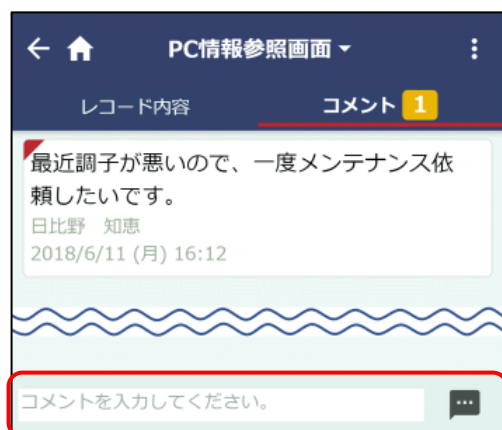 PC情報参照画面
レコード内容
コメント 1
最近調子が悪いので、一度メンテナンス依
頼したいです。
日比野　知恵
2018/6/11 (月) 16:12
コメントを入力してください。